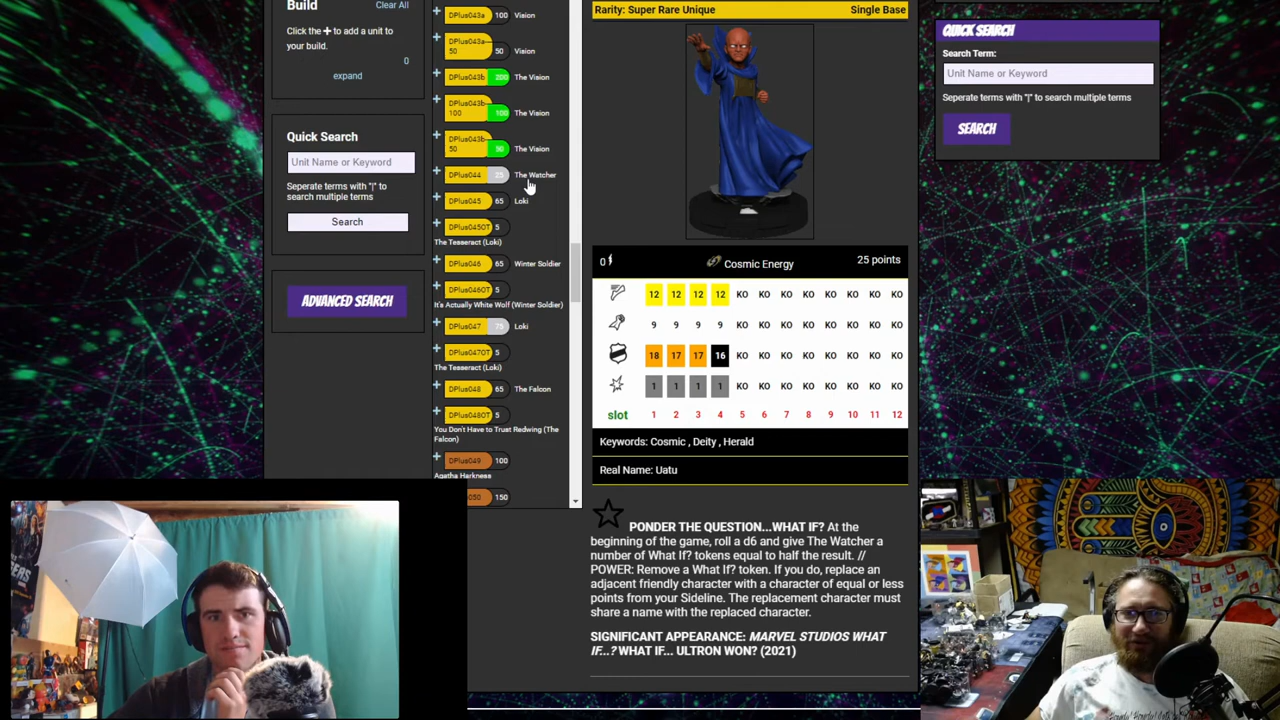 Build
Clear All
Click the ✚ to add a unit to
your build.
0
expand
Quick Search
Unit Name or Keyword
Seperate terms with "|" to
search multiple terms
Search
ADVANCED SEARCH
DPlus043a 100 Vision
DPlus043a-
50 50 Vision
DPlus043b 200 The Vision
DPlus043b-
100 100 The Vision
DPlus043b-
50 50 The Vision
DPlus044 25 The Watcher
DPlus045 65 Loki
DPlus045OT 5
The Tesseract (Loki)
DPlus046 65 Winter Soldier
DPlus046OT 5
It's Actually White Wolf (Winter Soldier)
DPlus047 75 Loki
DPlus047OT 5
The Tesseract (Loki)
DPlus048 65 The Falcon
DPlus048OT 5
You Don't Have to Trust Redwing (The
Falcon)
DPlus049 100
Agatha Harkness
050 150
Rarity: Super Rare Unique Single Base
0 Cosmic Energy 25 points
12 12 12 12 KO KO KO KO KO KO KO KO
9 9 9 9 KO KO KO KO KO KO KO KO
18 17 17 16 KO KO KO KO KO KO KO KO
1 1 1 1 KO KO KO KO KO KO KO KO
slot 1 2 3 4 5 6 7 8 9 10 11 12
Keywords: Cosmic , Deity , Herald
Real Name: Uatu
PONDER THE QUESTION...WHAT IF? At the
beginning of the game, roll a d6 and give The Watcher a
number of What If? tokens equal to half the result. //
POWER: Remove a What If? token. If you do, replace an
adjacent friendly character with a character of equal or less
points from your Sideline. The replacement character must
share a name with the replaced character.
SIGNIFICANT APPEARANCE: MARVEL STUDIOS WHAT
IF...? WHAT IF... ULTRON WON? (2021)
QUICK SEARCH
Search Term:
Unit Name or Keyword
Seperate terms with "|" to search multiple terms
SEARCH